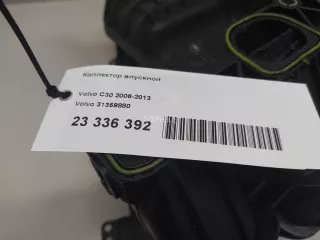 Коллектор впускной
Volvo C30 2006-2013
Volvo 31359880
23 336 392